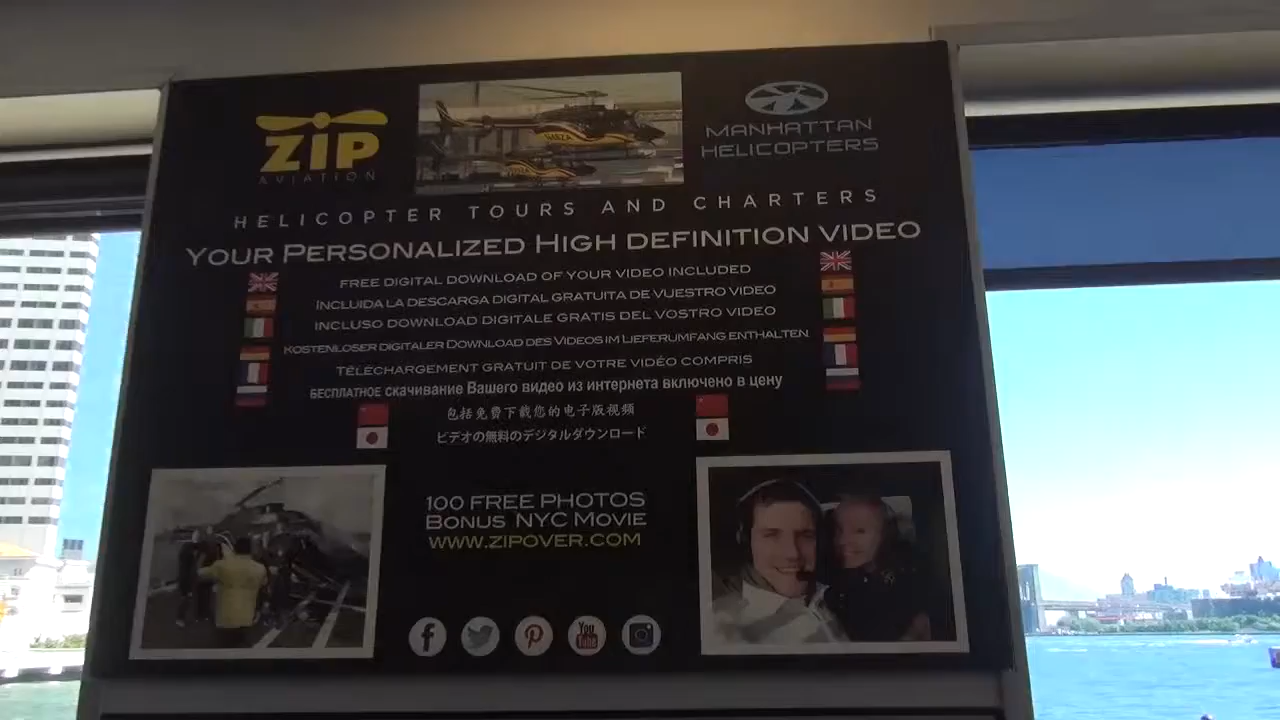 ZIP
AVIATION
MANHATTAN
HELICOPTERS
HELICOPTER TOURS AND CHARTERS
YOUR PERSONALIZED HIGH DEFINITION VIDEO
FREE DIGITAL DOWNLOAD OF YOUR VIDEO INCLUDED
INCLUIDA LA DESCARGA DIGITAL GRATUITA DE VUESTRO VIDEO
INCLUSO DOWNLOAD DIGITALE GRATIS DEL VOSTRO VIDEO
KOSTENLOSER DIGITALER DOWNLOAD DES VIDEOS IM LIEFERUMFANG ENTHALTEN.
TÉLÉCHARGEMENT GRATUIT DE VOTRE VIDÉO COMPRIS
БЕСПЛАТНОЕ скачивание Вашего видео из интернета включено в цену
包括免费下载您的电子版视频
ビデオの無料のデジタルダウンロード
100 FREE PHOTOS
BONUS NYC MOVIE
WWW.ZIPOVER.COM
You
Tube